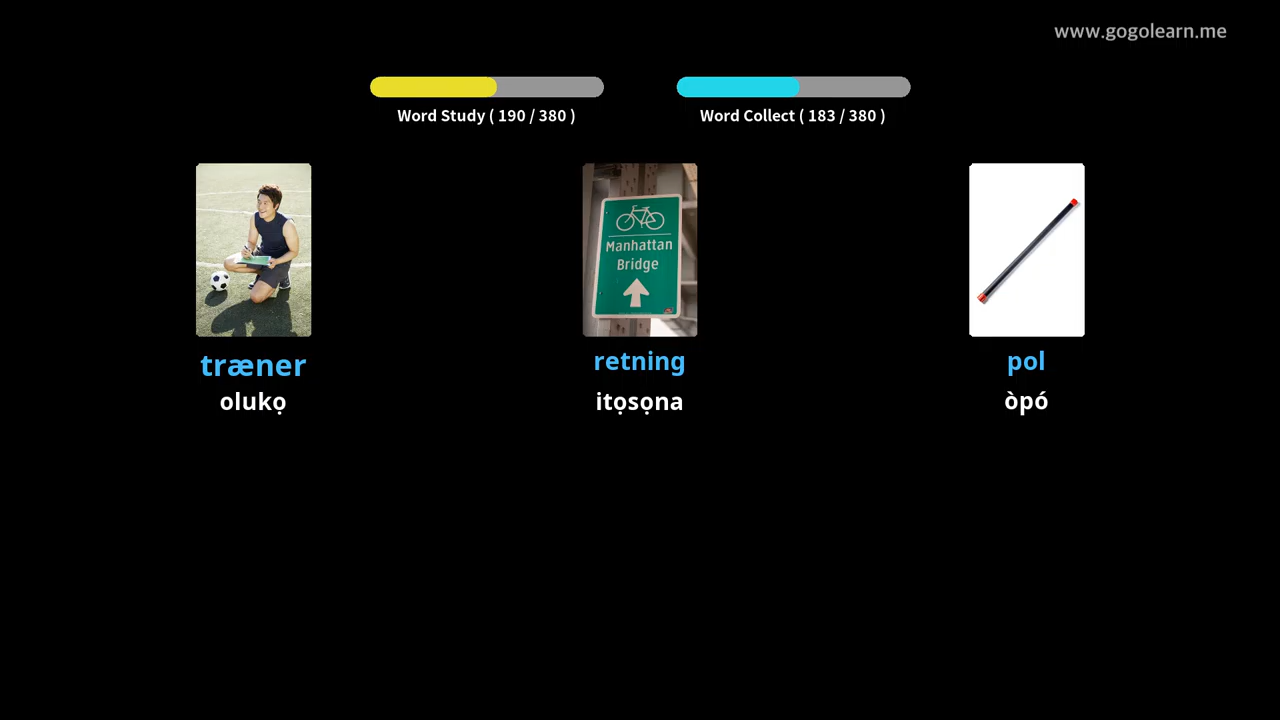 www.gogolearn.me
Word Study ( 190 / 380 )
Word Collect ( 183 / 380 )
Manhattan
Bridge
træner
retning
pol
olukọ
itọsọna
òpó